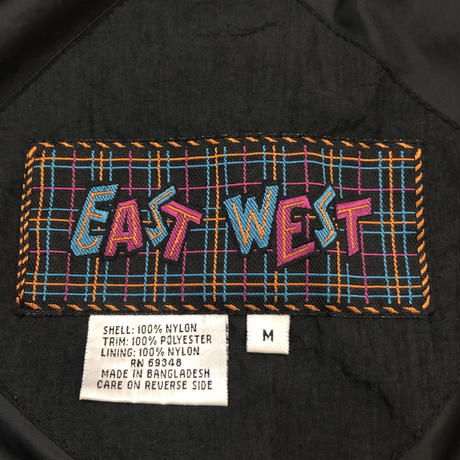 EAST WEST
SHELL: 100% NYLON
TRIM: 100% POLYESTER
LINING: 100% NYLON
RN 69348
MADE IN BANGLADESH
CARE ON REVERSE SIDE
M